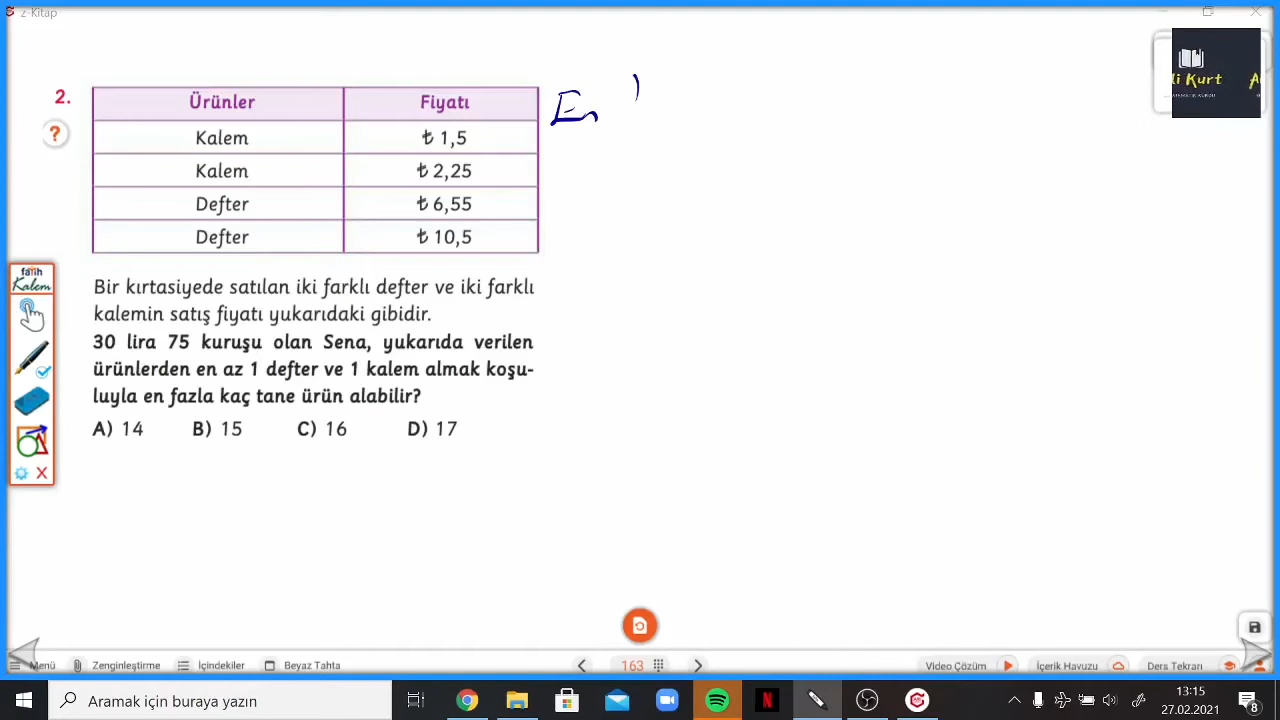 z-Kitap
li Kurt
A
2.
Ürünler Fiyatı
Kalem ₺ 1,5
Kalem ₺ 2,25
Defter ₺ 6,55
Defter ₺ 10,5
En
?
fatih
Kalem
Bir kırtasiyede satılan iki farklı defter ve iki farklı
kalemin satış fiyatı yukarıdaki gibidir.
30 lira 75 kuruşu olan Sena, yukarıda verilen
ürünlerden en az 1 defter ve 1 kalem almak koşu-
luyla en fazla kaç tane ürün alabilir?
A) 14 B) 15 C) 16 D) 17
Menü Zenginleştirme İçindekiler Beyaz Tahta 163 Video Çözüm İçerik Havuzu Ders Tekrarı
Aramak için buraya yazın
13:15
27.02.2021
8